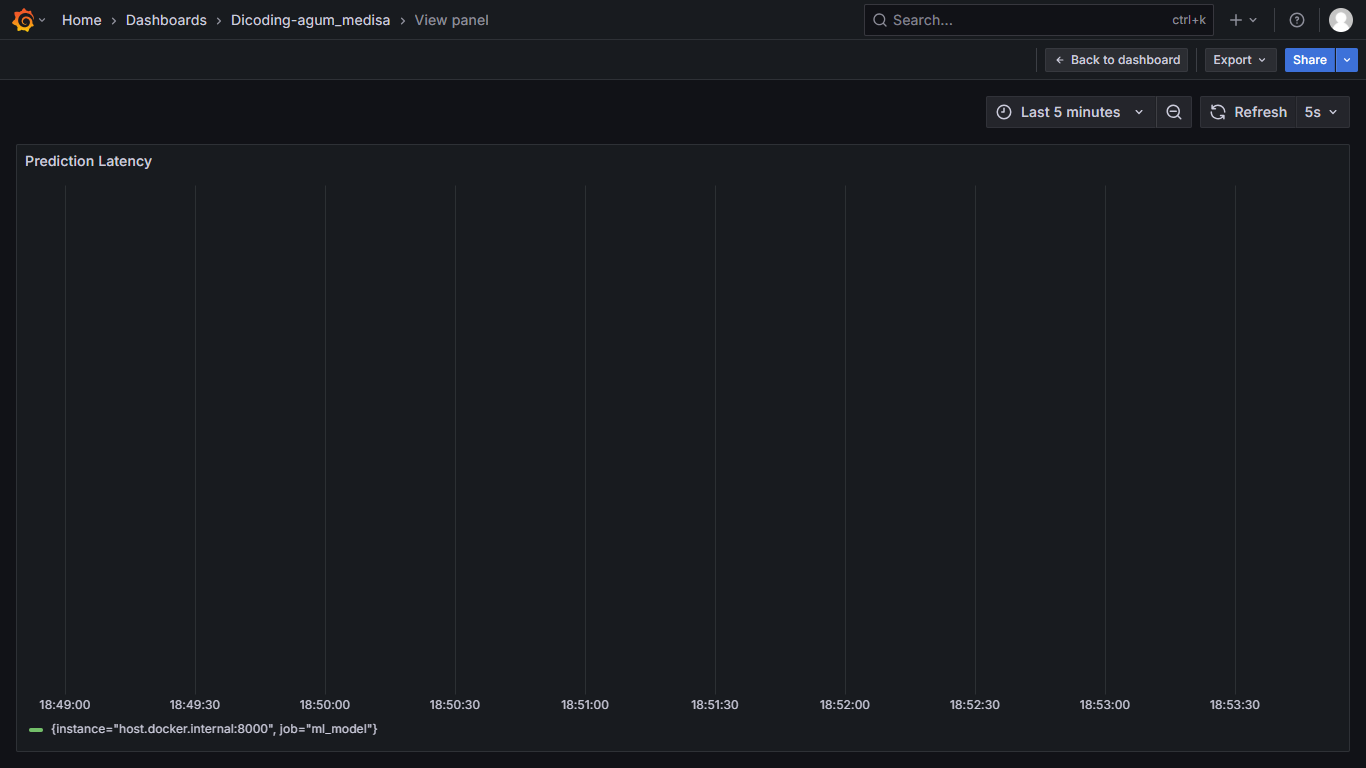 Home › Dashboards › Dicoding-agum_medisa › View panel
Search... ctrl+k
Back to dashboard Export Share
Last 5 minutes Refresh 5s
Prediction Latency
18:49:00 18:49:30 18:50:00 18:50:30 18:51:00 18:51:30 18:52:00 18:52:30 18:53:00 18:53:30
{instance="host.docker.internal:8000", job="ml_model"}